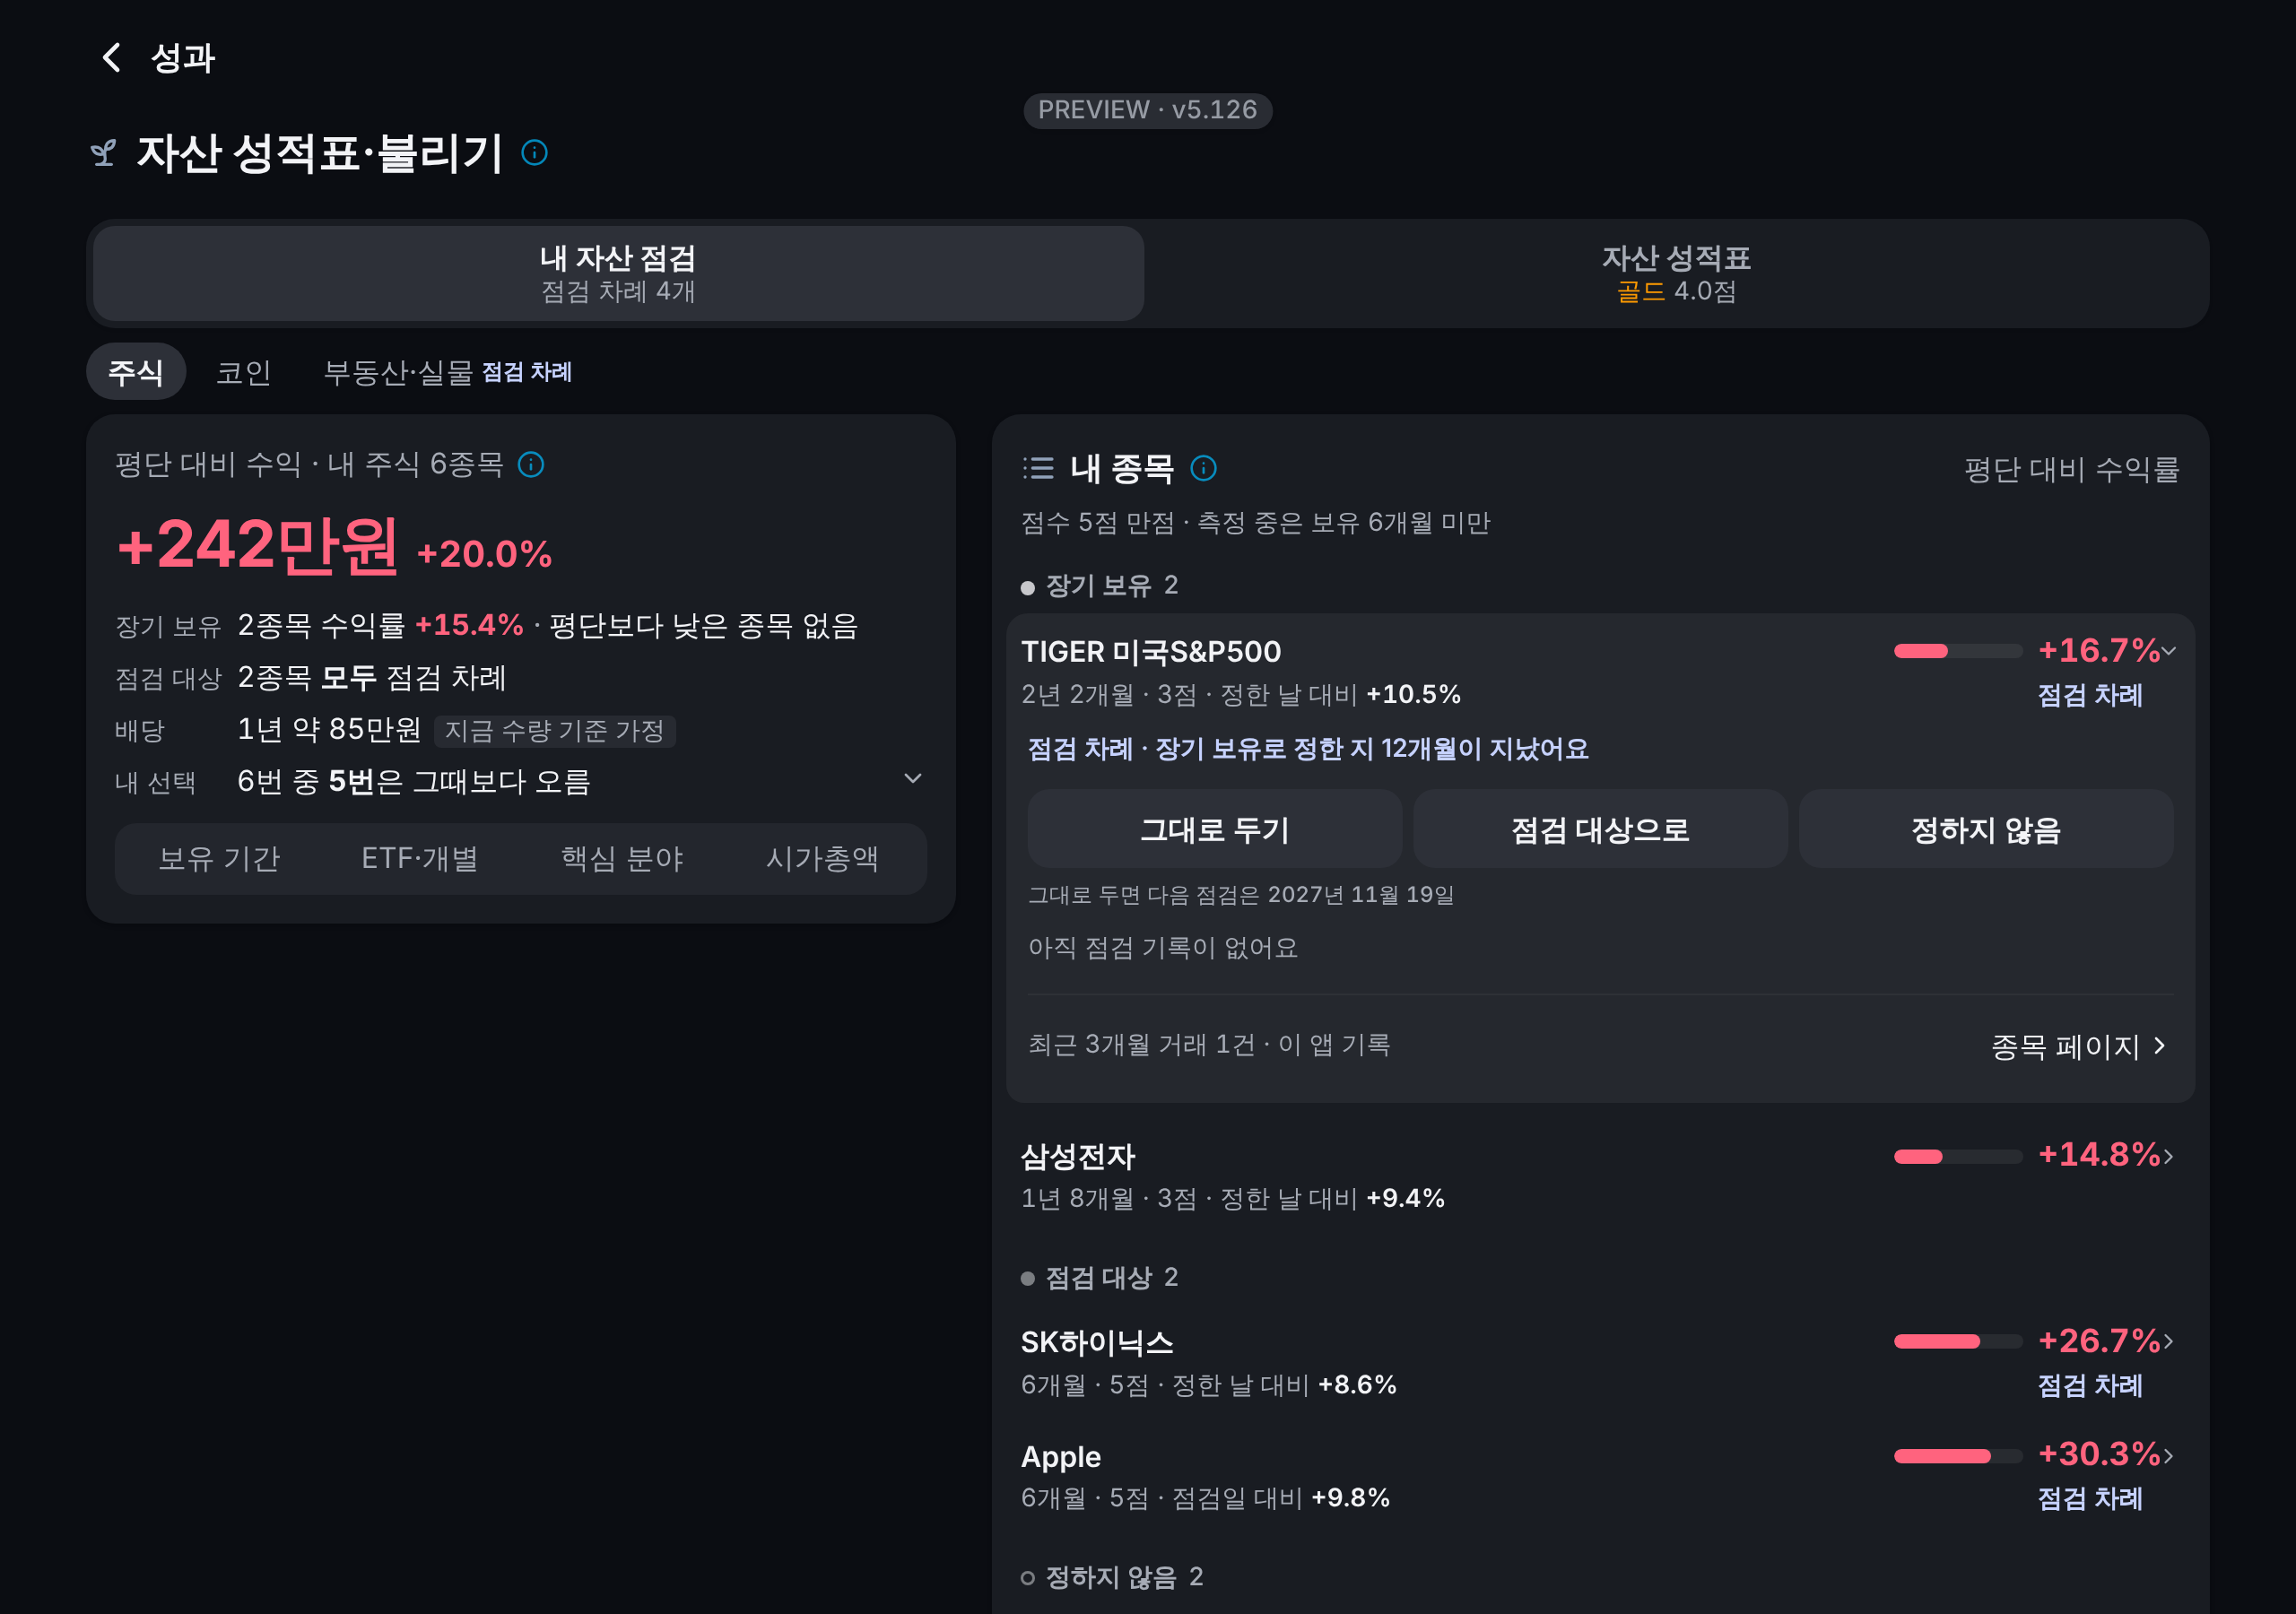 성과
PREVIEW · v5.126
자산 성적표·불리기
내 자산 점검
점검 차례 4개
자산 성적표
골드 4.0점
주식
코인
부동산·실물 점검 차례
평단 대비 수익 · 내 주식 6종목
+242만원 +20.0%
장기 보유 2종목 수익률 +15.4% · 평단보다 낮은 종목 없음
점검 대상 2종목 모두 점검 차례
배당 1년 약 85만원 지금 수량 기준 가정
내 선택 6번 중 5번은 그때보다 오름
보유 기간 ETF·개별 핵심 분야 시가총액
내 종목
평단 대비 수익률
점수 5점 만점 · 측정 중은 보유 6개월 미만
장기 보유 2
TIGER 미국S&P500 +16.7%
2년 2개월 · 3점 · 정한 날 대비 +10.5% 점검 차례
점검 차례 · 장기 보유로 정한 지 12개월이 지났어요
그대로 두기 점검 대상으로 정하지 않음
그대로 두면 다음 점검은 2027년 11월 19일
아직 점검 기록이 없어요
최근 3개월 거래 1건 · 이 앱 기록 종목 페이지
삼성전자 +14.8%
1년 8개월 · 3점 · 정한 날 대비 +9.4%
점검 대상 2
SK하이닉스 +26.7%
6개월 · 5점 · 정한 날 대비 +8.6% 점검 차례
Apple +30.3%
6개월 · 5점 · 점검일 대비 +9.8% 점검 차례
정하지 않음 2